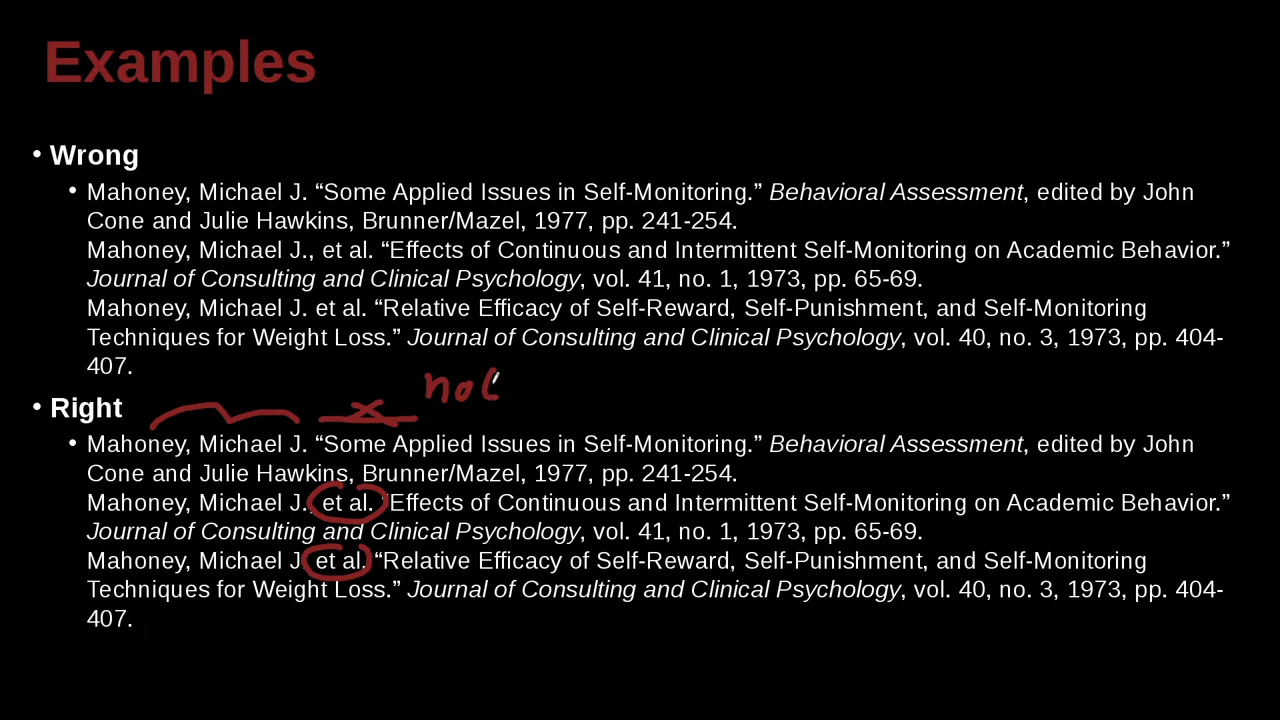 Examples
• Wrong
• Mahoney, Michael J. “Some Applied Issues in Self-Monitoring.” Behavioral Assessment, edited by John
Cone and Julie Hawkins, Brunner/Mazel, 1977, pp. 241-254.
Mahoney, Michael J., et al. “Effects of Continuous and Intermittent Self-Monitoring on Academic Behavior.”
Journal of Consulting and Clinical Psychology, vol. 41, no. 1, 1973, pp. 65-69.
Mahoney, Michael J. et al. “Relative Efficacy of Self-Reward, Self-Punishment, and Self-Monitoring
Techniques for Weight Loss.” Journal of Consulting and Clinical Psychology, vol. 40, no. 3, 1973, pp. 404-
407.
• Right
• Mahoney, Michael J. “Some Applied Issues in Self-Monitoring.” Behavioral Assessment, edited by John
Cone and Julie Hawkins, Brunner/Mazel, 1977, pp. 241-254.
Mahoney, Michael J., et al. “Effects of Continuous and Intermittent Self-Monitoring on Academic Behavior.”
Journal of Consulting and Clinical Psychology, vol. 41, no. 1, 1973, pp. 65-69.
Mahoney, Michael J. et al. “Relative Efficacy of Self-Reward, Self-Punishment, and Self-Monitoring
Techniques for Weight Loss.” Journal of Consulting and Clinical Psychology, vol. 40, no. 3, 1973, pp. 404-
407.